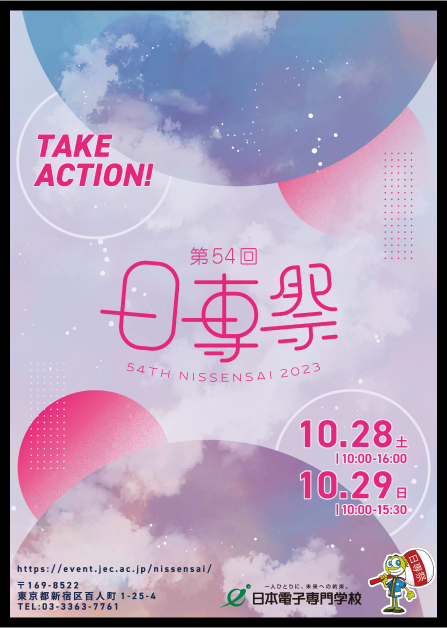 TAKE
ACTION!
第54回
日専祭
54TH NISSENSAI 2023
10.28土
|10:00-16:00
10.29日
|10:00-15:30
https://event.jec.ac.jp/nissensai/
〒169-8522
東京都新宿区百人町1-25-4
TEL:03-3363-7761
一人ひとりに、未来への約束。
日本電子専門学校
日専祭